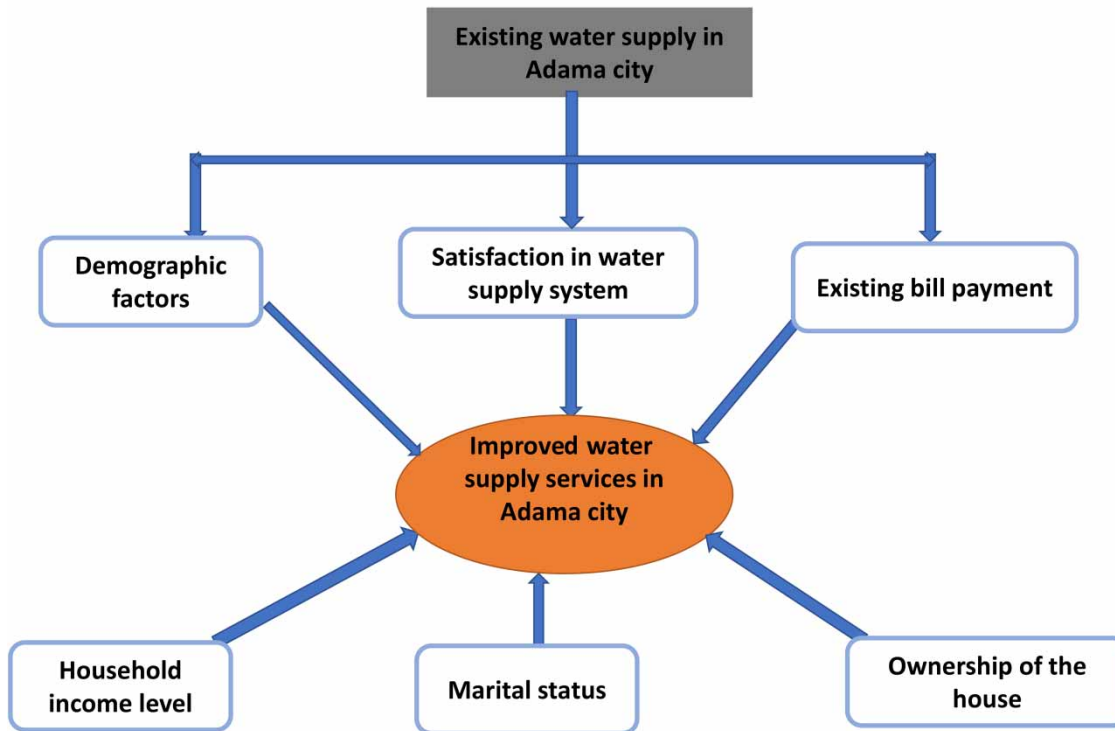 Existing water supply in
Adama city
Demographic
factors
Satisfaction in water
supply system
Existing bill payment
Improved water
supply services in
Adama city
Household
income level
Marital status
Ownership of the
house